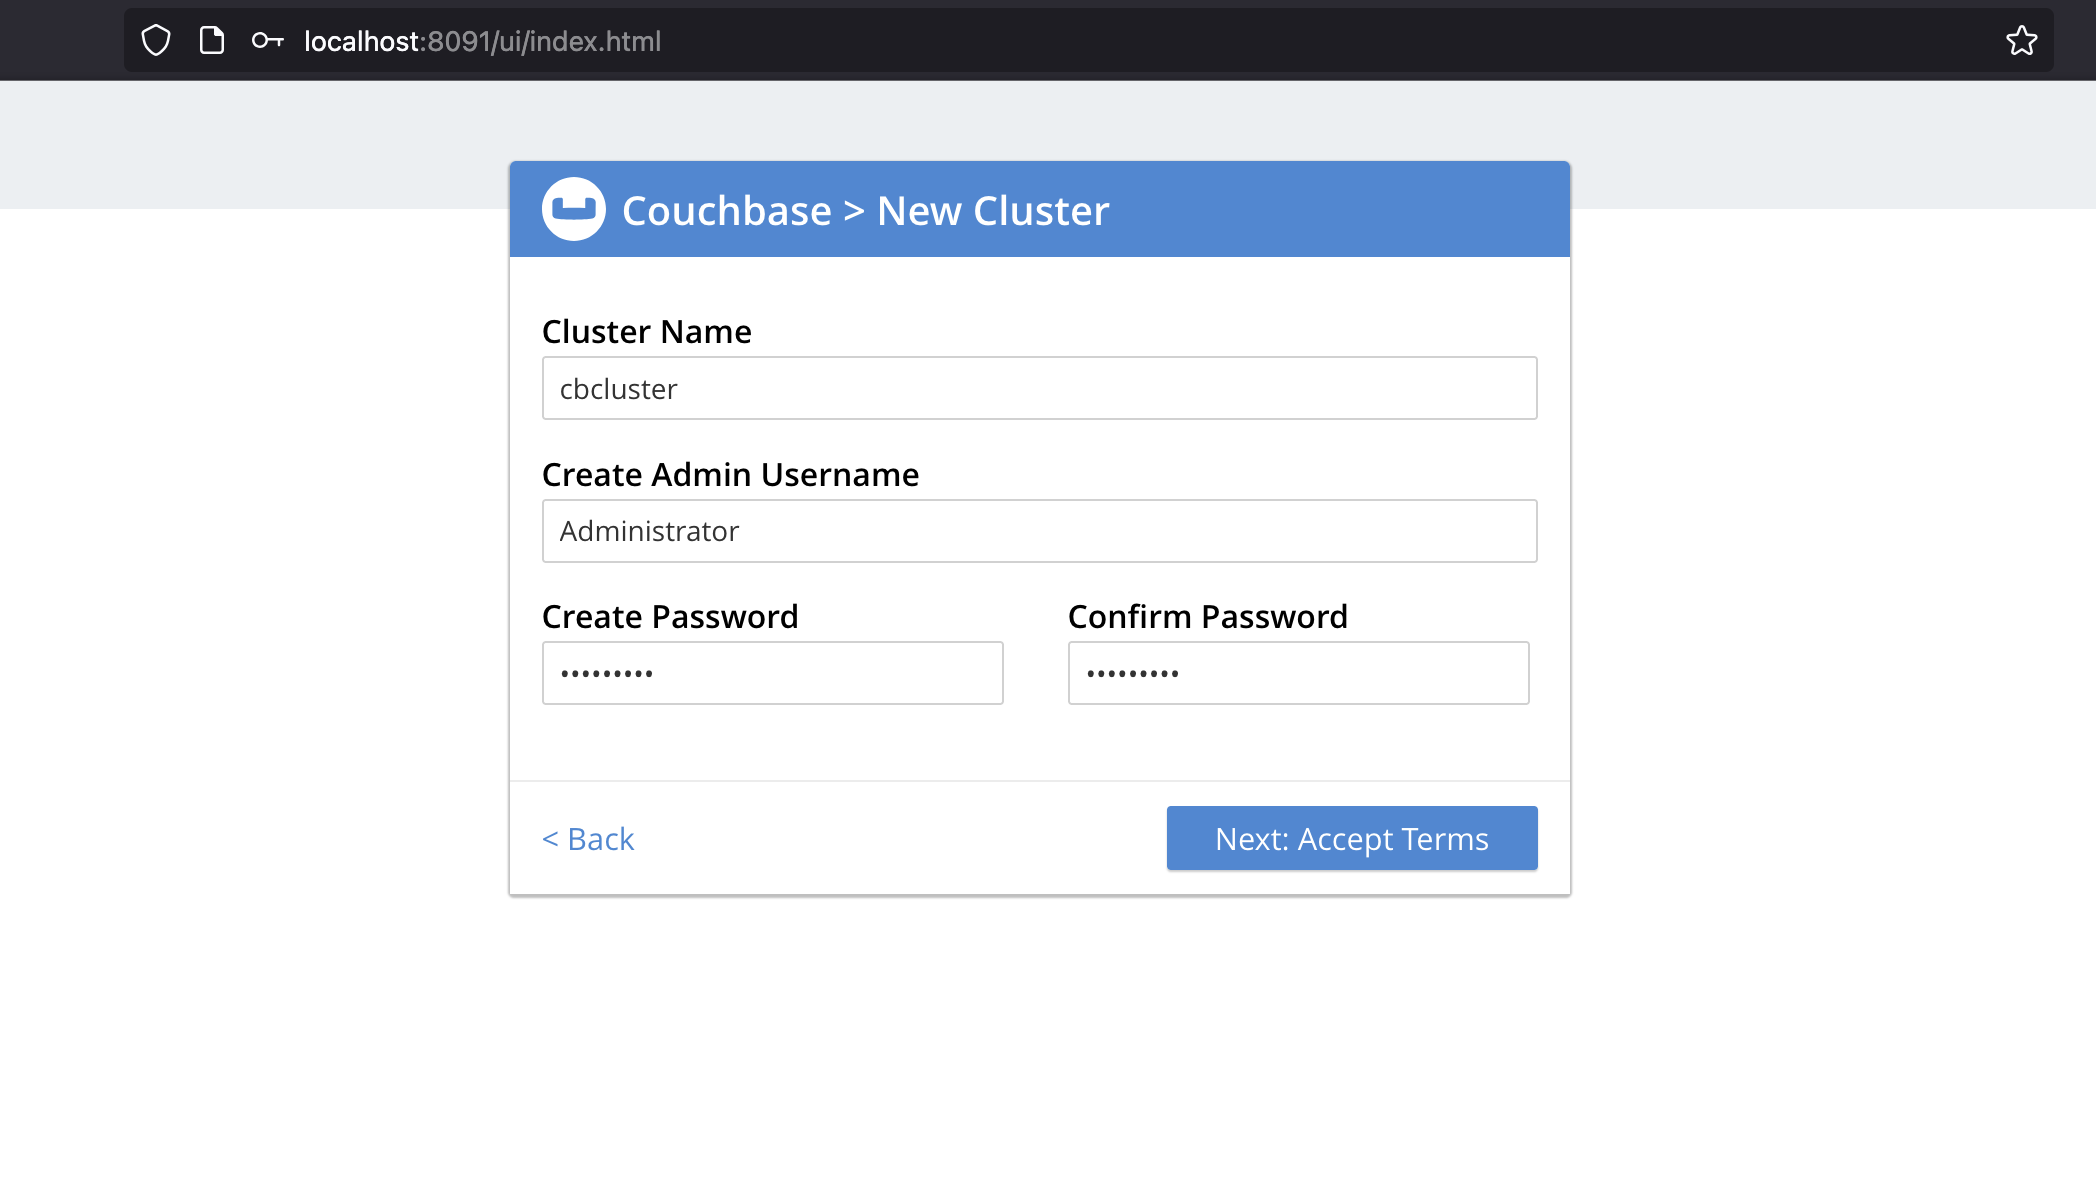 localhost:8091/ui/index.html
Couchbase > New Cluster
Cluster Name
cbcluster
Create Admin Username
Administrator
Create Password
Confirm Password
•••••••••
•••••••••
< Back
Next: Accept Terms